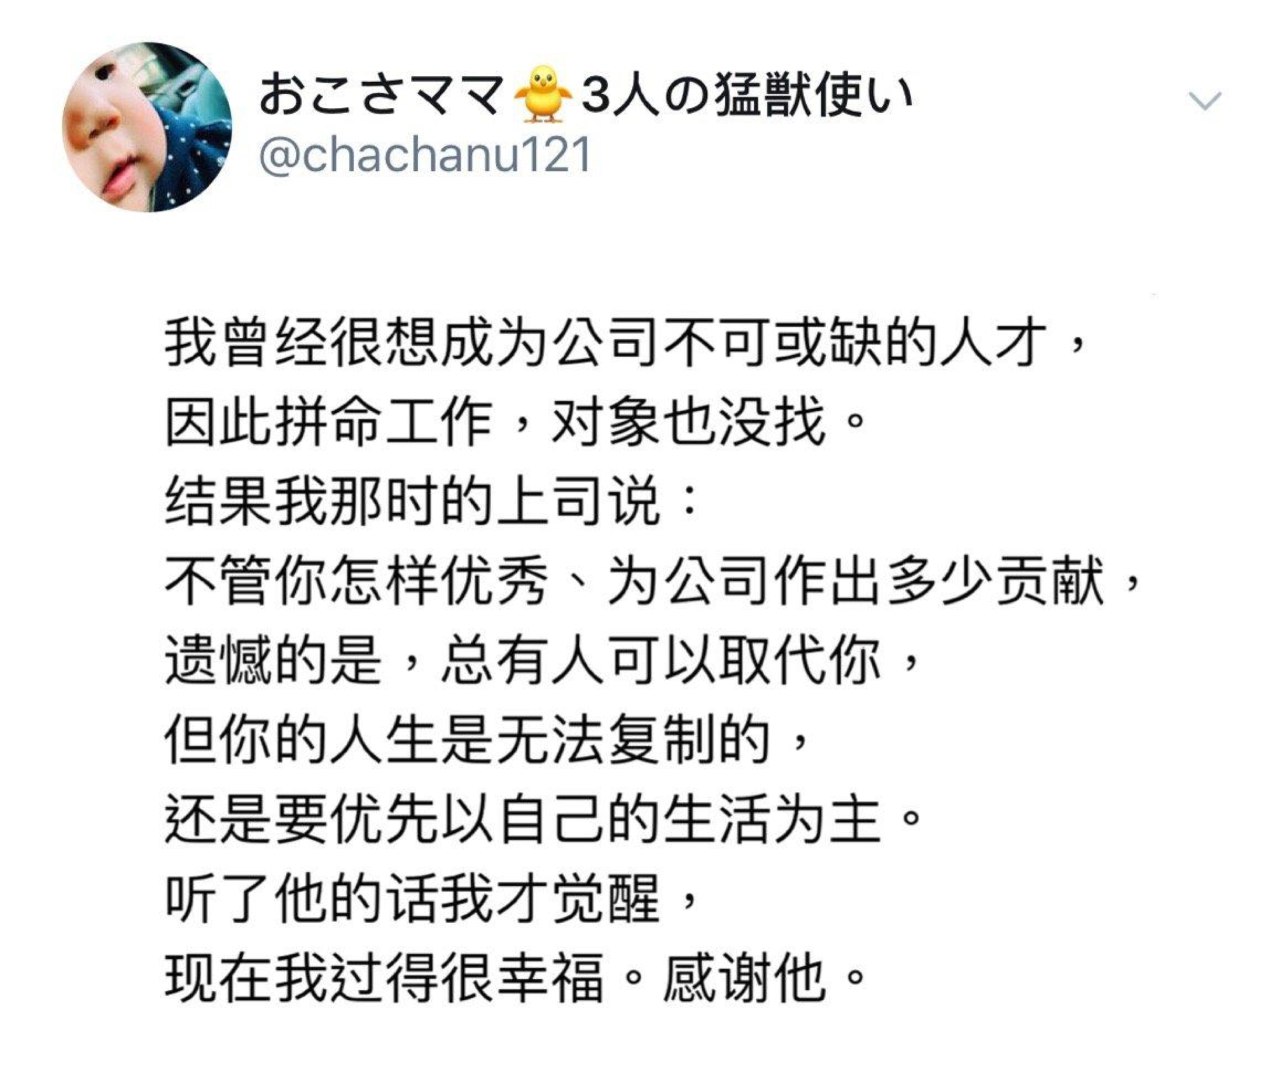 おこさママ🐥3人の猛獣使い
@chachanu121
我曾经很想成为公司不可或缺的人才，
因此拼命工作，对象也没找。
结果我那时的上司说：
不管你怎样优秀、为公司作出多少贡献，
遗憾的是，总有人可以取代你，
但你的人生是无法复制的，
还是要优先以自己的生活为主。
听了他的话我才觉醒，
现在我过得很幸福。感谢他。